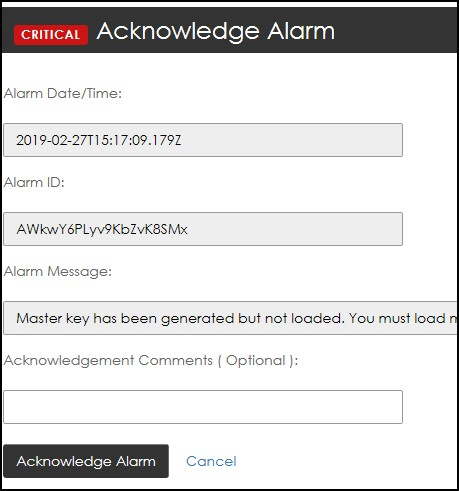 CRITICAL Acknowledge Alarm
Alarm Date/Time:
2019-02-27T15:17:09.179Z
Alarm ID:
AWkwY6PLyv9KbZvK8SMx
Alarm Message:
Master key has been generated but not loaded. You must load m
Acknowledgement Comments ( Optional ):
Acknowledge Alarm Cancel